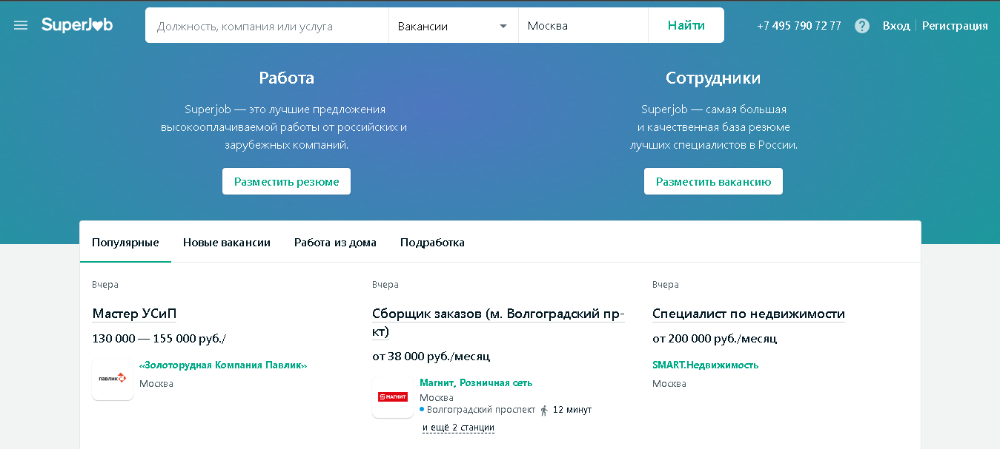 SuperJob
Должность, компания или услуга
Вакансии
Москва
Найти
+7 495 790 72 77
?
Вход
Регистрация
Работа
Superjob — это лучшие предложения
высокооплачиваемой работы от российских и
зарубежных компаний.
Разместить резюме
Сотрудники
Superjob — самая большая
и качественная база резюме
лучших специалистов в России.
Разместить вакансию
Популярные
Новые вакансии
Работа из дома
Подработка
Вчера
Мастер УСиП
130 000 — 155 000 руб./
павлик
«Золоторудная Компания Павлик»
Москва
Вчера
Сборщик заказов (м. Волгоградский пр-
кт)
от 38 000 руб./месяц
МАГНИТ
Магнит, Розничная сеть
Москва
Волгоградский проспект 12 минут
и ещё 2 станции
Вчера
Специалист по недвижимости
от 200 000 руб./месяц
SMART.Недвижимость
Москва